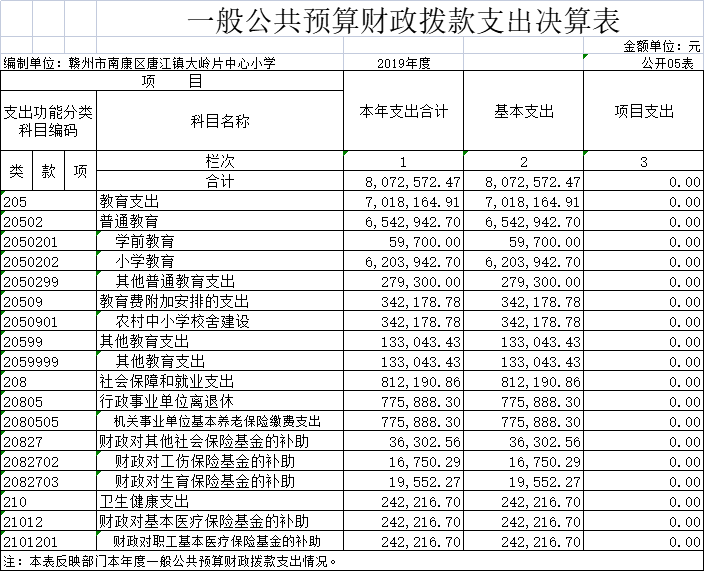 一般公共预算财政拨款支出决算表
金额单位：元
编制单位：赣州市南康区唐江镇大岭片中心小学 2019年度 公开05表
项 目 本年支出合计 基本支出 项目支出
支出功能分类科目编码 科目名称
类 款 项 栏次 1 2 3
合计 8,072,572.47 8,072,572.47 0.00
205 教育支出 7,018,164.91 7,018,164.91 0.00
20502 普通教育 6,542,942.70 6,542,942.70 0.00
2050201 学前教育 59,700.00 59,700.00 0.00
2050202 小学教育 6,203,942.70 6,203,942.70 0.00
2050299 其他普通教育支出 279,300.00 279,300.00 0.00
20509 教育费附加安排的支出 342,178.78 342,178.78 0.00
2050901 农村中小学校舍建设 342,178.78 342,178.78 0.00
20599 其他教育支出 133,043.43 133,043.43 0.00
2059999 其他教育支出 133,043.43 133,043.43 0.00
208 社会保障和就业支出 812,190.86 812,190.86 0.00
20805 行政事业单位离退休 775,888.30 775,888.30 0.00
2080505 机关事业单位基本养老保险缴费支出 775,888.30 775,888.30 0.00
20827 财政对其他社会保险基金的补助 36,302.56 36,302.56 0.00
2082702 财政对工伤保险基金的补助 16,750.29 16,750.29 0.00
2082703 财政对生育保险基金的补助 19,552.27 19,552.27 0.00
210 卫生健康支出 242,216.70 242,216.70 0.00
21012 财政对基本医疗保险基金的补助 242,216.70 242,216.70 0.00
2101201 财政对职工基本医疗保险基金的补助 242,216.70 242,216.70 0.00
注：本表反映部门本年度一般公共预算财政拨款支出情况。